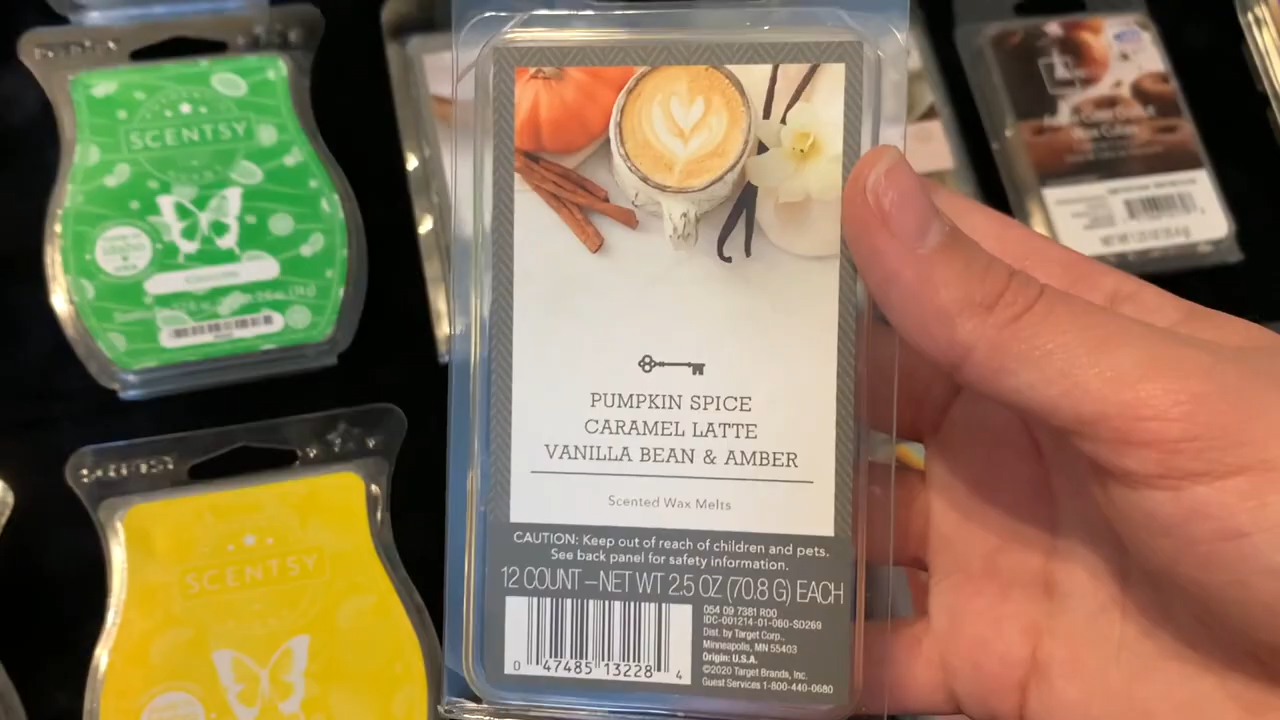 SCENTSY
PUMPKIN SPICE
CARAMEL LATTE
VANILLA BEAN & AMBER
Scented Wax Melts
CAUTION: Keep out of reach of children and pets.
See back panel for safety information.
12 COUNT–NET WT 2.5 OZ (70.8 G) EACH
054 09 7381 R00
IDC-001214-01-060-SD269
Dist. by Target Corp.,
Minneapolis, MN 55403
Origin: U.S.A.
©2020 Target Brands, Inc.
Guest Services 1-800-440-0680
0 47485 13228 4
SCENTSY